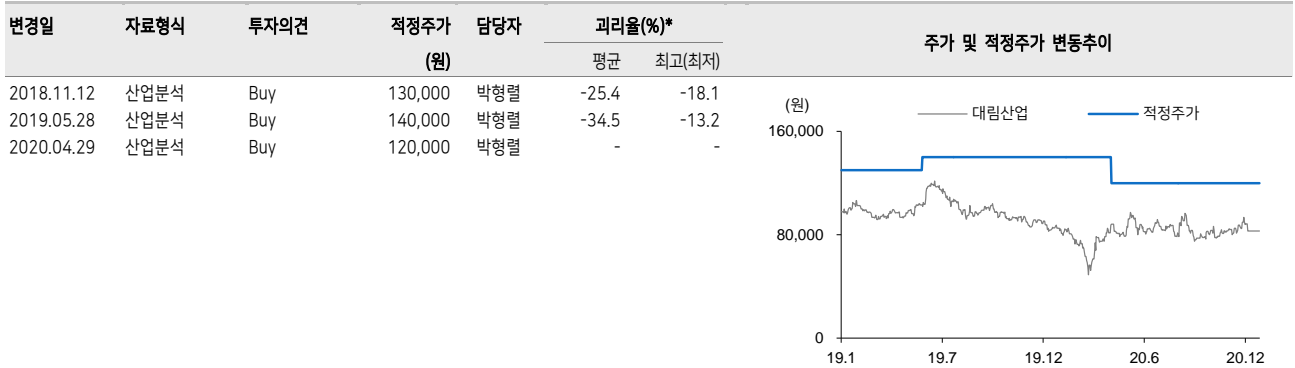 변경일 자료형식 투자의견 적정주가 담당자 괴리율(%)* 주가 및 적정주가 변동추이
(원) 평균 최고(최저)
2018.11.12 산업분석 Buy 130,000 박형렬 -25.4 -18.1
2019.05.28 산업분석 Buy 140,000 박형렬 -34.5 -13.2
2020.04.29 산업분석 Buy 120,000 박형렬 - -
(원) 대림산업 적정주가
160,000
80,000
0
19.1 19.7 19.12 20.6 20.12